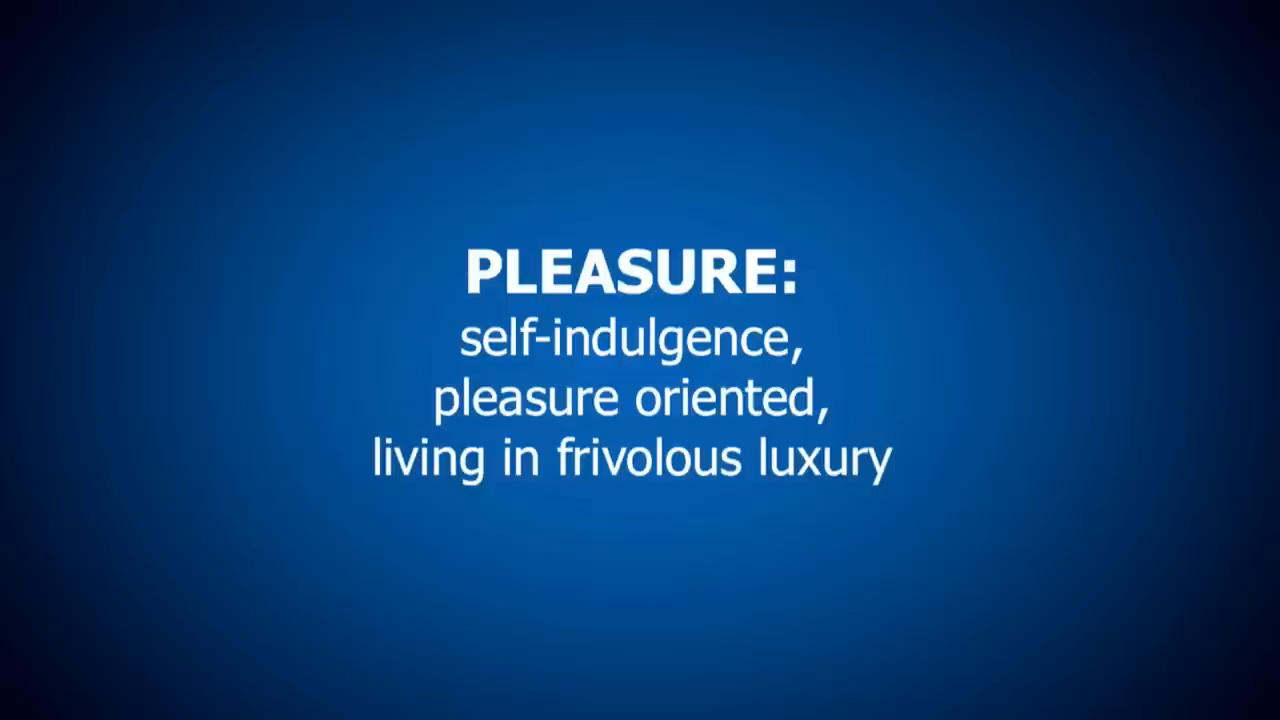 PLEASURE:
self-indulgence,
pleasure oriented,
living in frivolous luxury